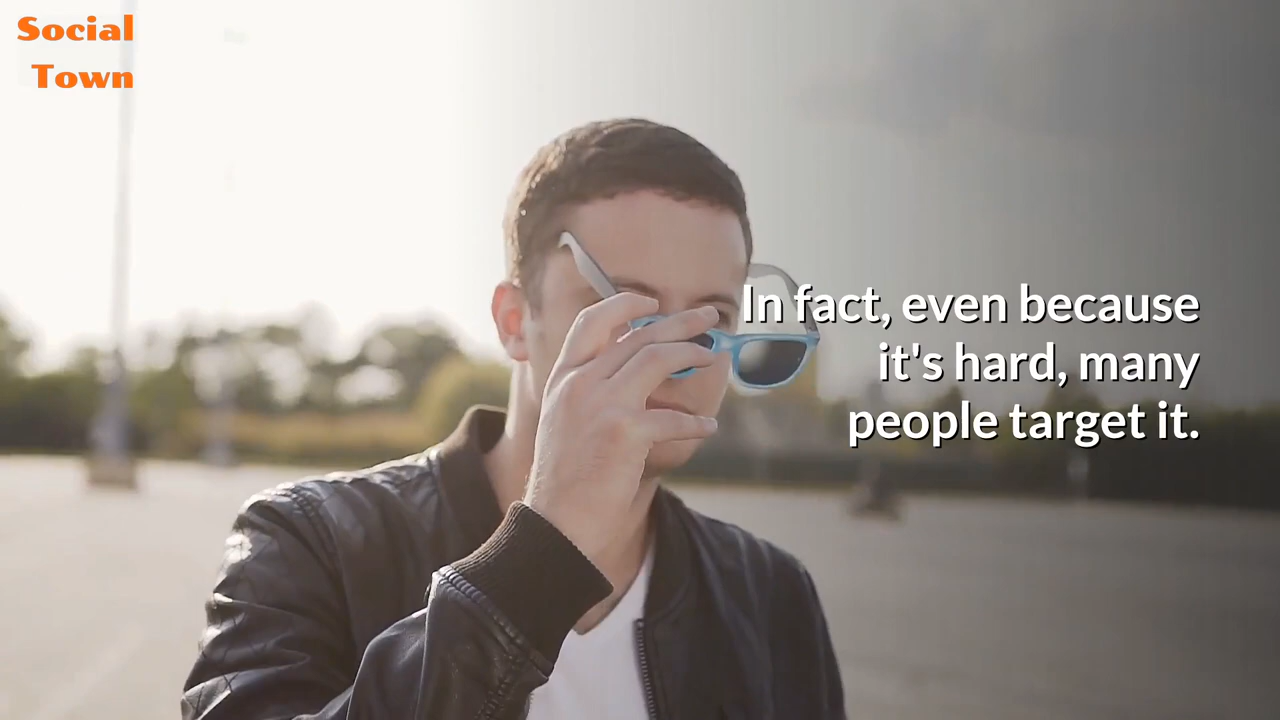 Social
Town
In fact, even because
it's hard, many
people target it.